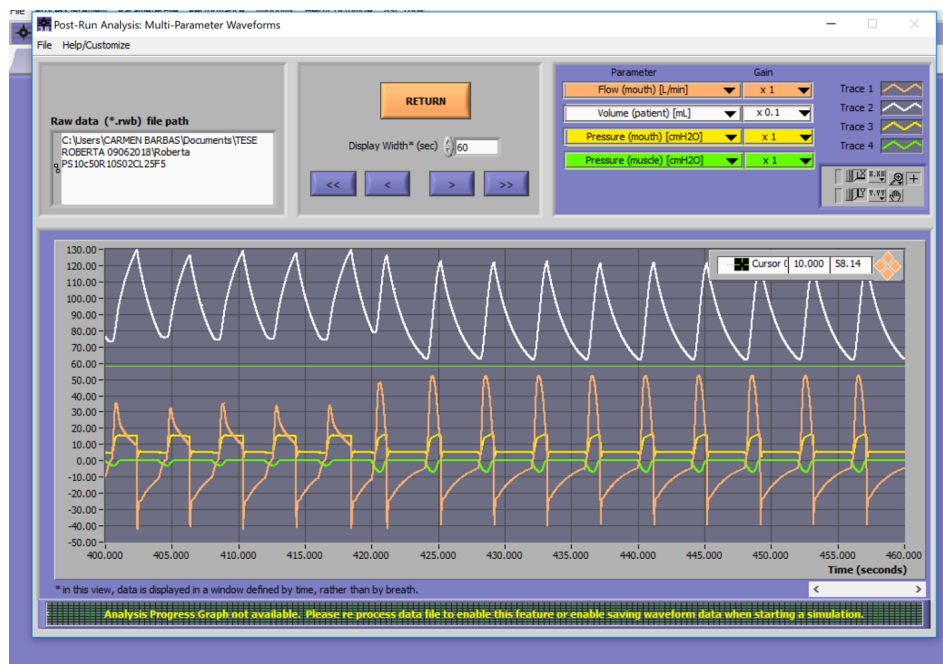 Post-Run Analysis: Multi-Parameter Waveforms
File Help/Customize
Raw data (*.rwb) file path
C:\Users\CARMEN BARBAS\Documents\TESE
ROBERTA 09062018\Roberta
PS10c50R10S02CL25F5
RETURN
Display Width* (sec) 60
<< < > >>
Parameter Gain
Flow (mouth) [L/min] x 1 Trace 1
Volume (patient) [mL] x 0.1 Trace 2
Pressure (mouth) [cmH2O] x 1 Trace 3
Pressure (muscle) [cmH2O] x 1 Trace 4
Cursor 10.000 58.14
130.00
120.00
110.00
100.00
90.00
80.00
70.00
60.00
50.00
40.00
30.00
20.00
10.00
0.00
-10.00
-20.00
-30.00
-40.00
-50.00
400.000 405.000 410.000 415.000 420.000 425.000 430.000 435.000 440.000 445.000 450.000 455.000 460.000
Time (seconds)
* in this view, data is displayed in a window defined by time, rather than by breath.
Analysis Progress Graph not available. Please re process data file to enable this feature or enable saving waveform data when starting a simulation.